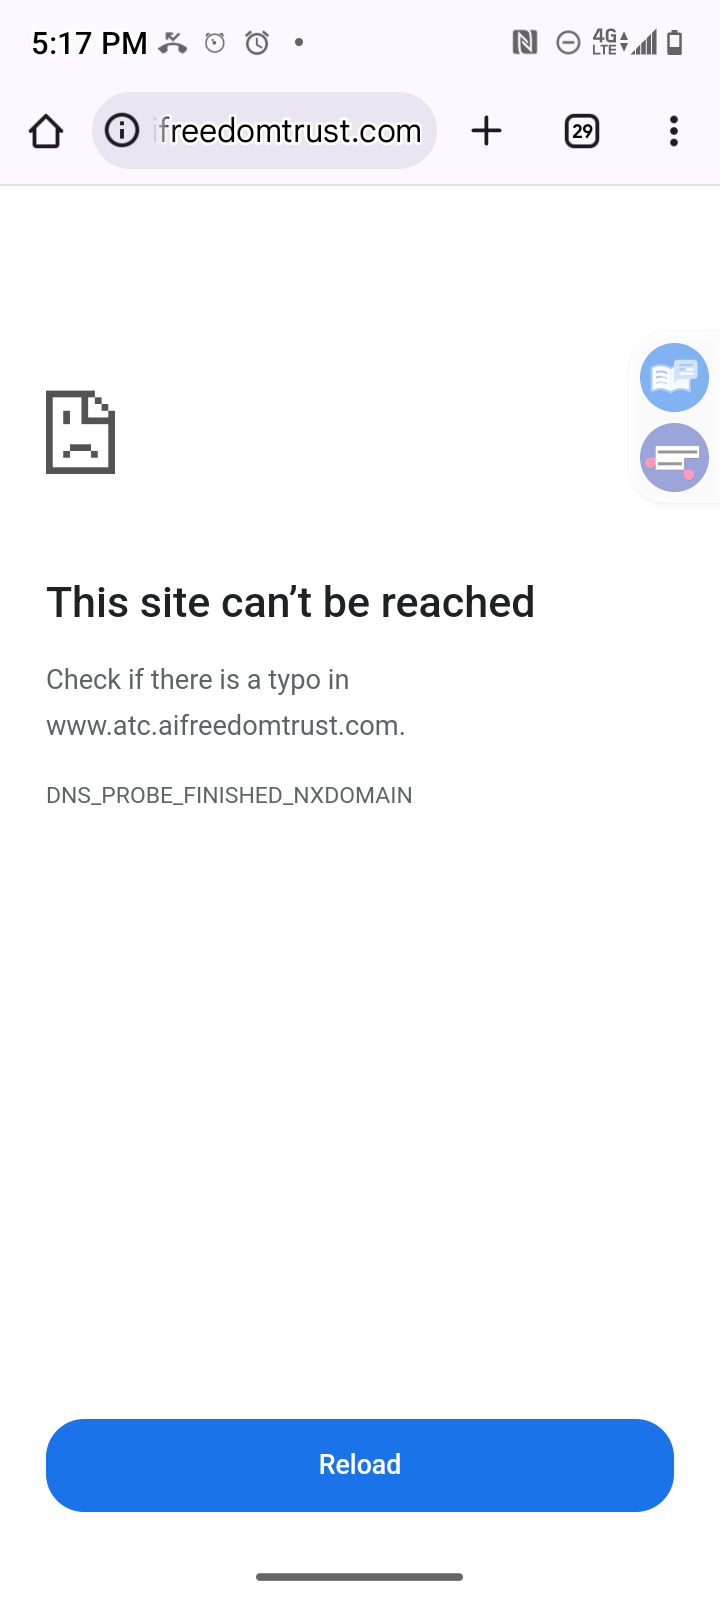 5:17 PM
4G
LTE
ifreedomtrust.com
29
This site can’t be reached
Check if there is a typo in
www.atc.aifreedomtrust.com.
DNS_PROBE_FINISHED_NXDOMAIN
Reload